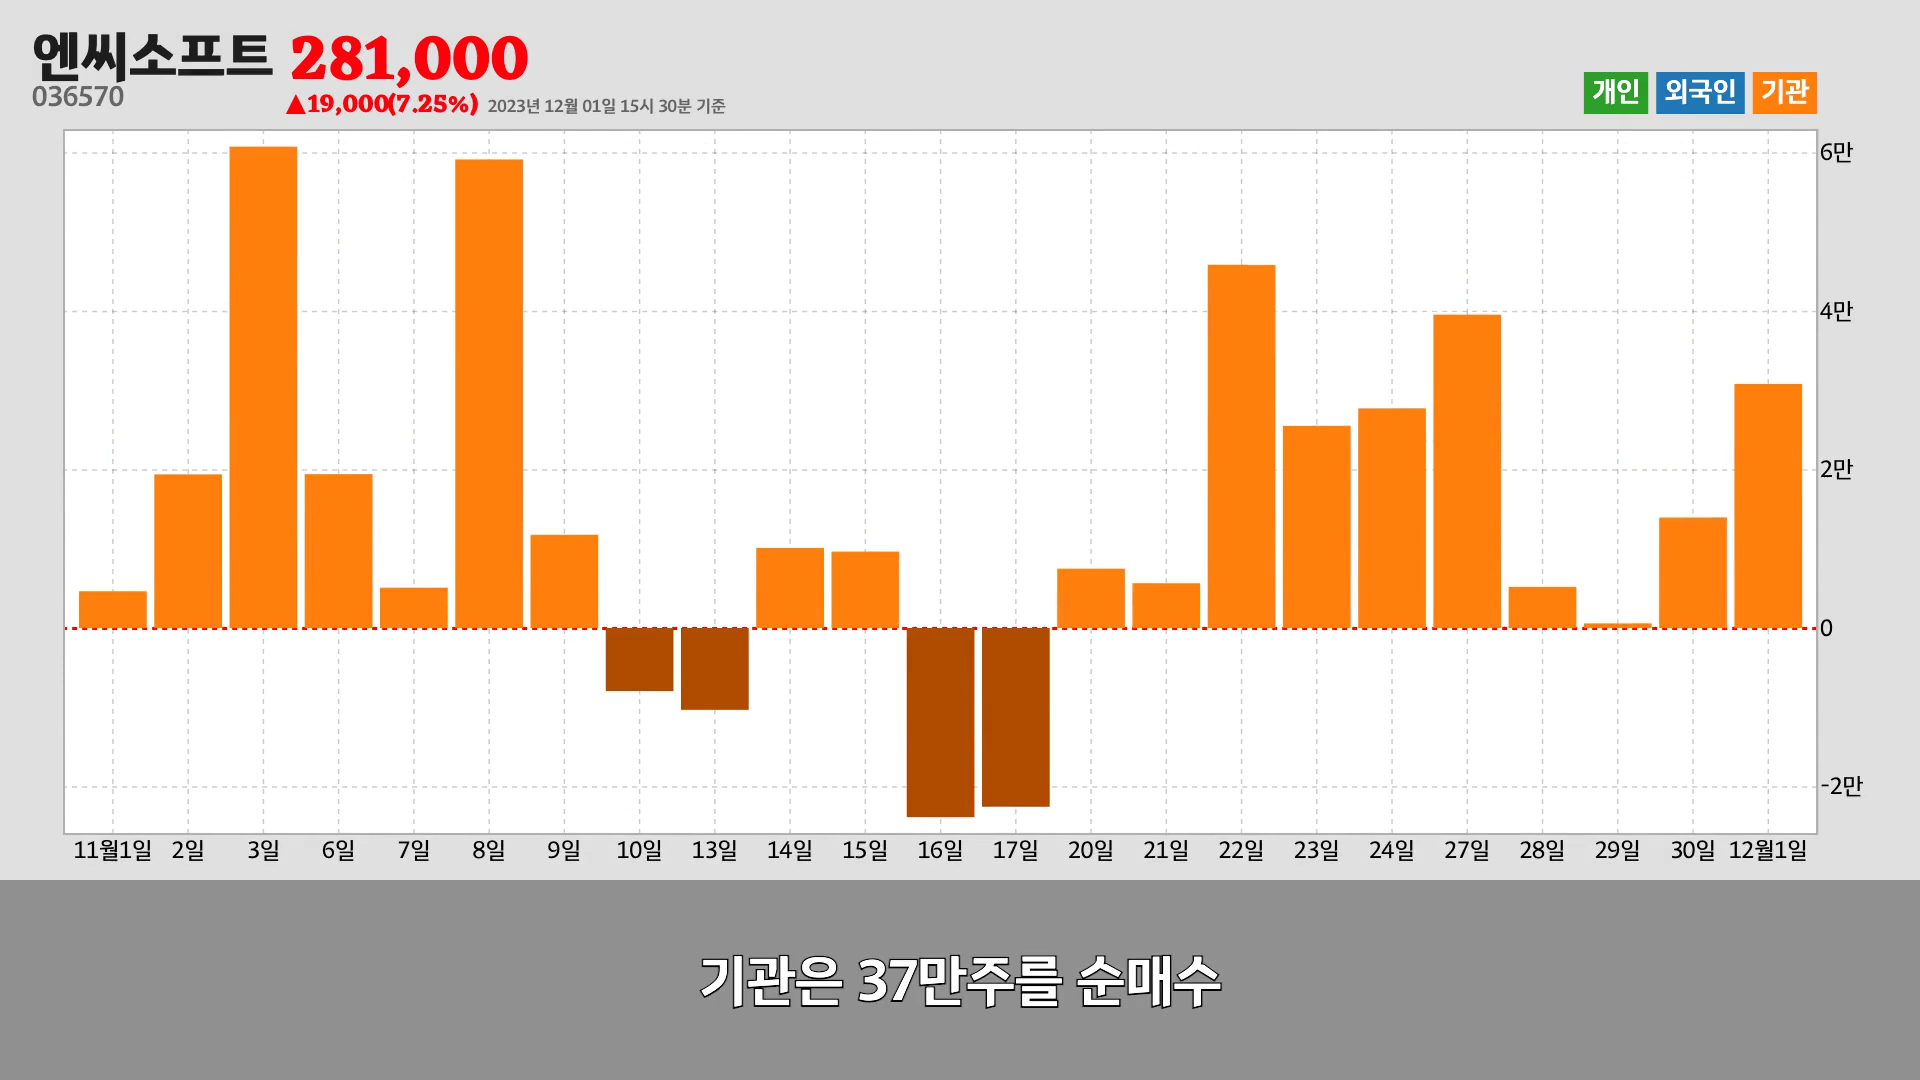 엔씨소프트 281,000
036570 ▲19,000(7.25%) 2023년 12월 01일 15시 30분 기준
개인 외국인 기관
6만
4만
2만
0
-2만
11월1일 2일 3일 6일 7일 8일 9일 10일 13일 14일 15일 16일 17일 20일 21일 22일 23일 24일 27일 28일 29일 30일 12월1일
기관은 37만주를 순매수